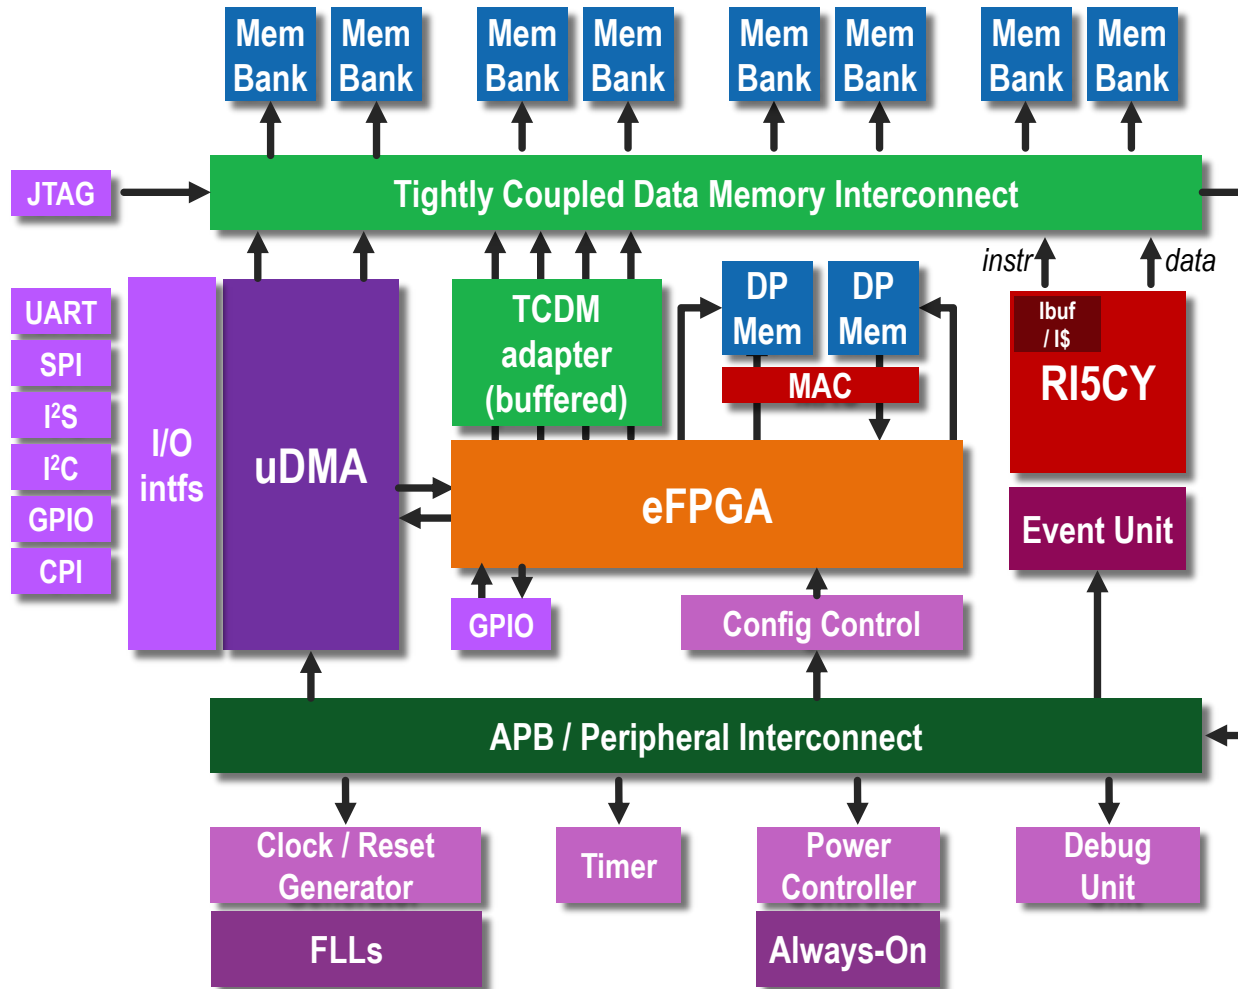 Mem
Bank
Mem
Bank
Mem
Bank
Mem
Bank
Mem
Bank
Mem
Bank
Mem
Bank
Mem
Bank
JTAG
Tightly Coupled Data Memory Interconnect
instr
data
UART
SPI
I²S
I²C
GPIO
CPI
I/O
intfs
uDMA
TCDM
adapter
(buffered)
DP
Mem
DP
Mem
MAC
Ibuf
/ I$
RI5CY
eFPGA
Event Unit
GPIO
Config Control
APB / Peripheral Interconnect
Clock / Reset
Generator
Timer
Power
Controller
Debug
Unit
FLLs
Always-On